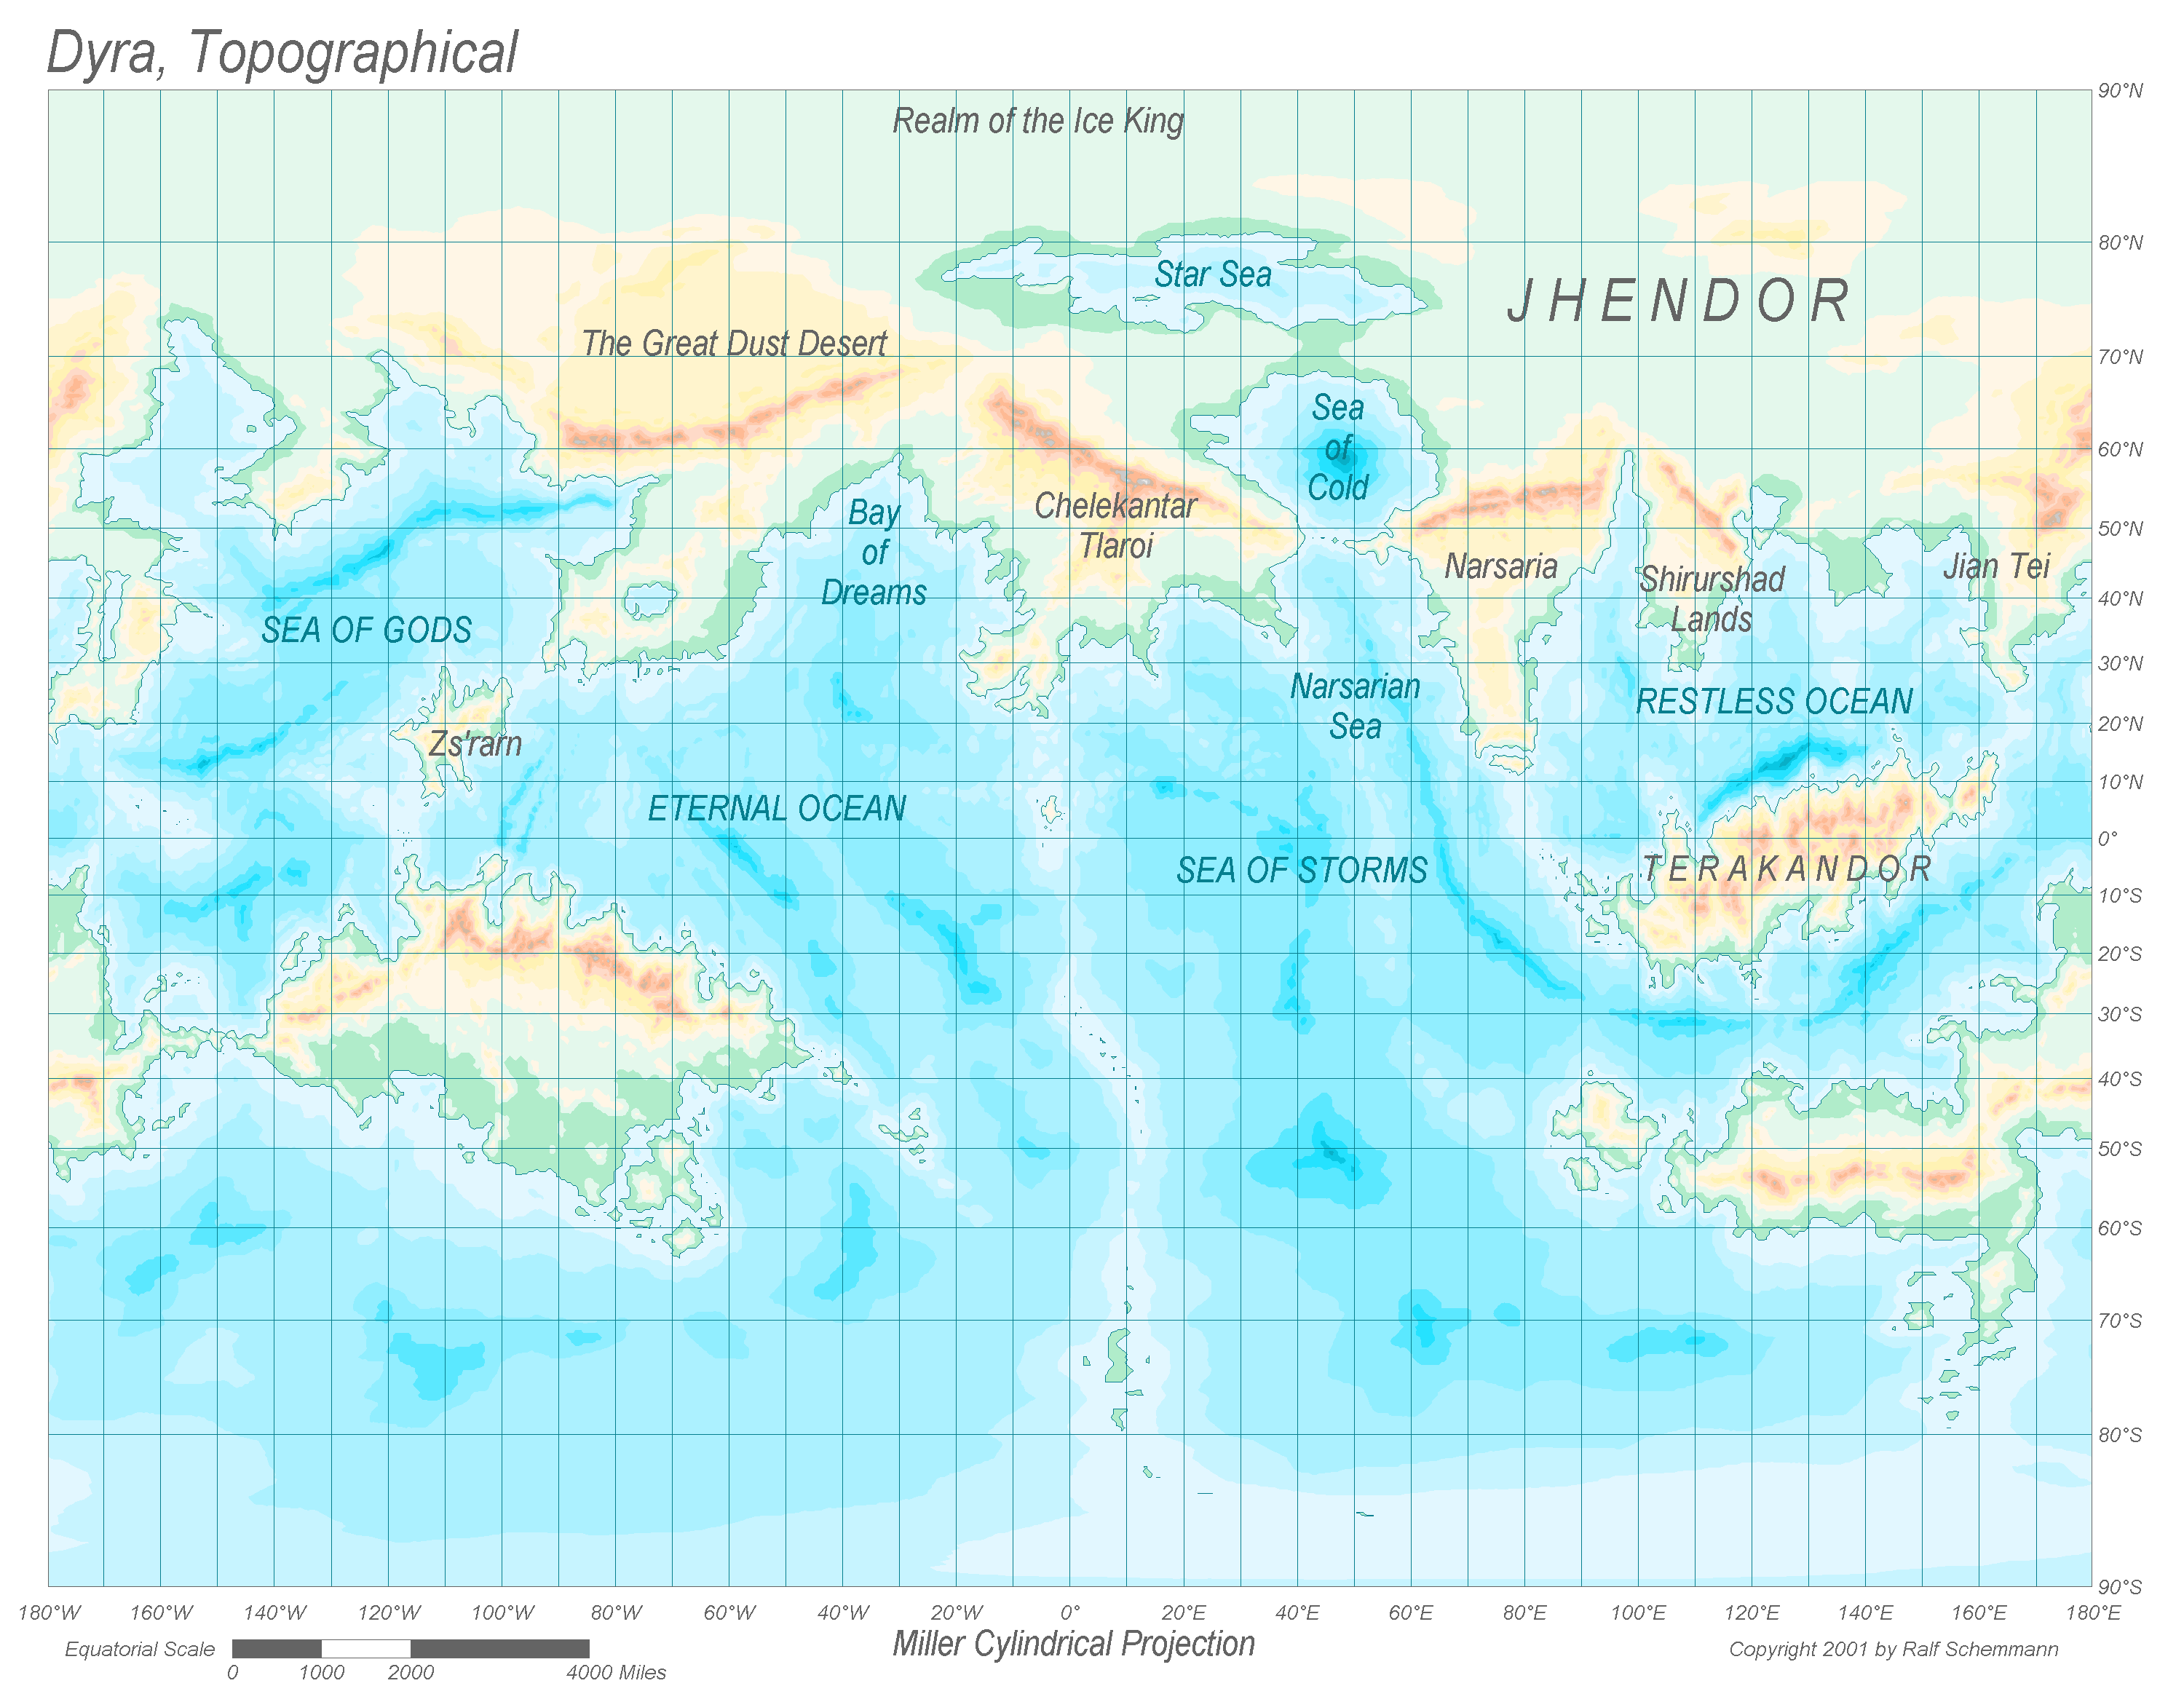 Dyra, Topographical
90°N
Realm of the Ice King
80°N
Star Sea
JHENDOR
The Great Dust Desert
70°N
Sea
of
Cold
60°N
Chelekantar
Tlaroi
Bay
of
Dreams
50°N
Narsaria
Shirurshad
Lands
Jian Tei
40°N
SEA OF GODS
30°N
Narsarian
Sea
RESTLESS OCEAN
20°N
Zs'rarn
10°N
ETERNAL OCEAN
0°
SEA OF STORMS
TERAKANDOR
10°S
20°S
30°S
40°S
50°S
60°S
70°S
80°S
90°S
180°W 160°W 140°W 120°W 100°W 80°W 60°W 40°W 20°W 0° 20°E 40°E 60°E 80°E 100°E 120°E 140°E 160°E 180°E
Equatorial Scale
0 1000 2000 4000 Miles
Miller Cylindrical Projection
Copyright 2001 by Ralf Schemmann